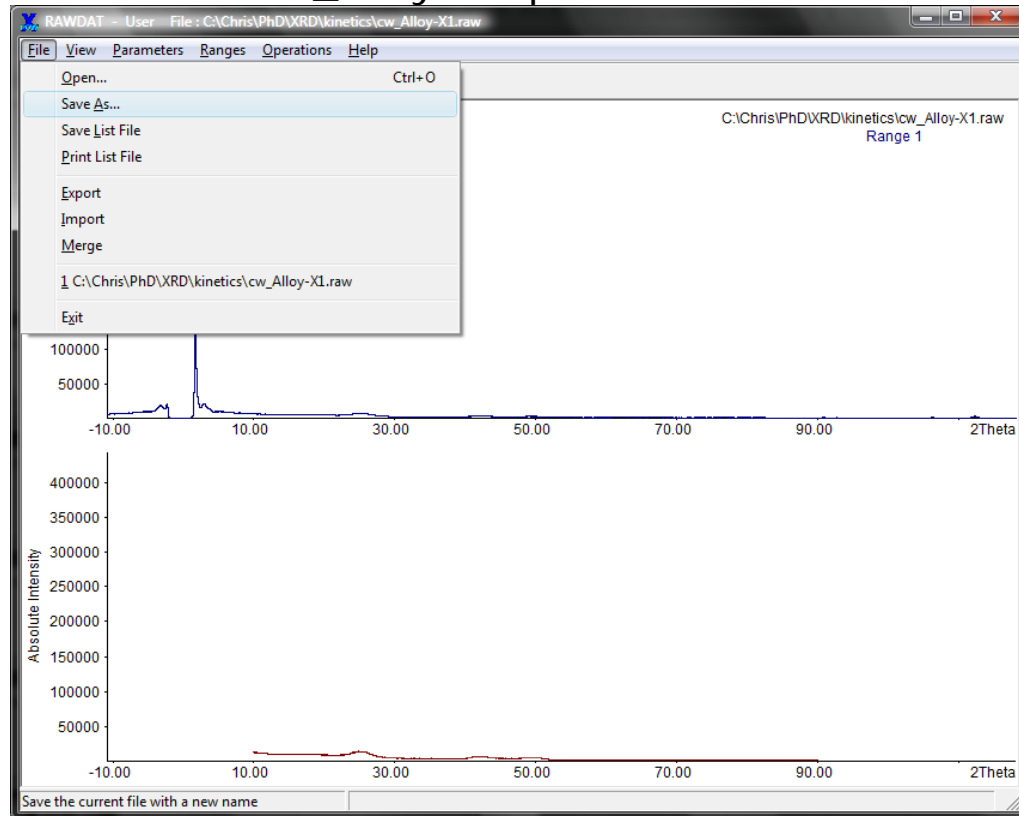 RAWDAT - User File : C:\Chris\PhD\XRD\kinetics\cw_Alloy-X1.raw
File View Parameters Ranges Operations Help
Open... Ctrl+O
Save As...
Save List File
Print List File
Export
Import
Merge
1 C:\Chris\PhD\XRD\kinetics\cw_Alloy-X1.raw
Exit
C:\Chris\PhD\XRD\kinetics\cw_Alloy-X1.raw
Range 1
100000
50000
-10.00 10.00 30.00 50.00 70.00 90.00 2Theta
400000
350000
300000
250000
200000
150000
100000
50000
Absolute Intensity
-10.00 10.00 30.00 50.00 70.00 90.00 2Theta
Save the current file with a new name